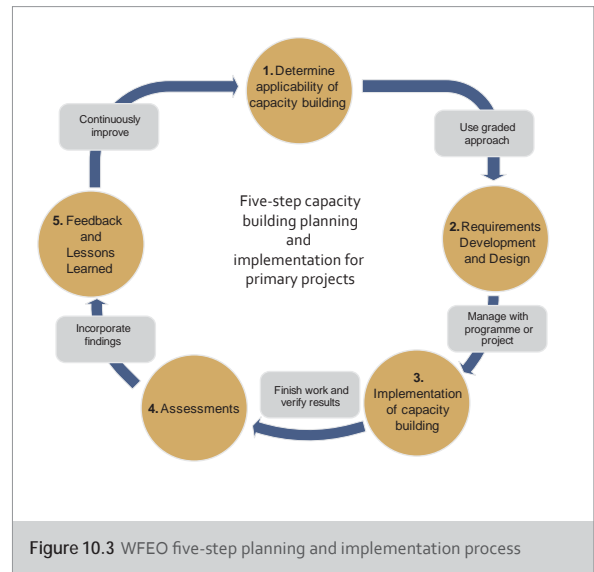 1. Determine
applicability of
capacity building
Use graded
approach
2. Requirements
Development
and Design
Manage with
programme or
project
3.
Implementation
of capacity
building
Finish work and
verify results
4. Assessments
Incorporate
findings
5. Feedback
and
Lessons
Learned
Continuously
improve
Five-step capacity
building planning
and
implementation for
primary projects
Figure 10.3 WFEO five-step planning and implementation process